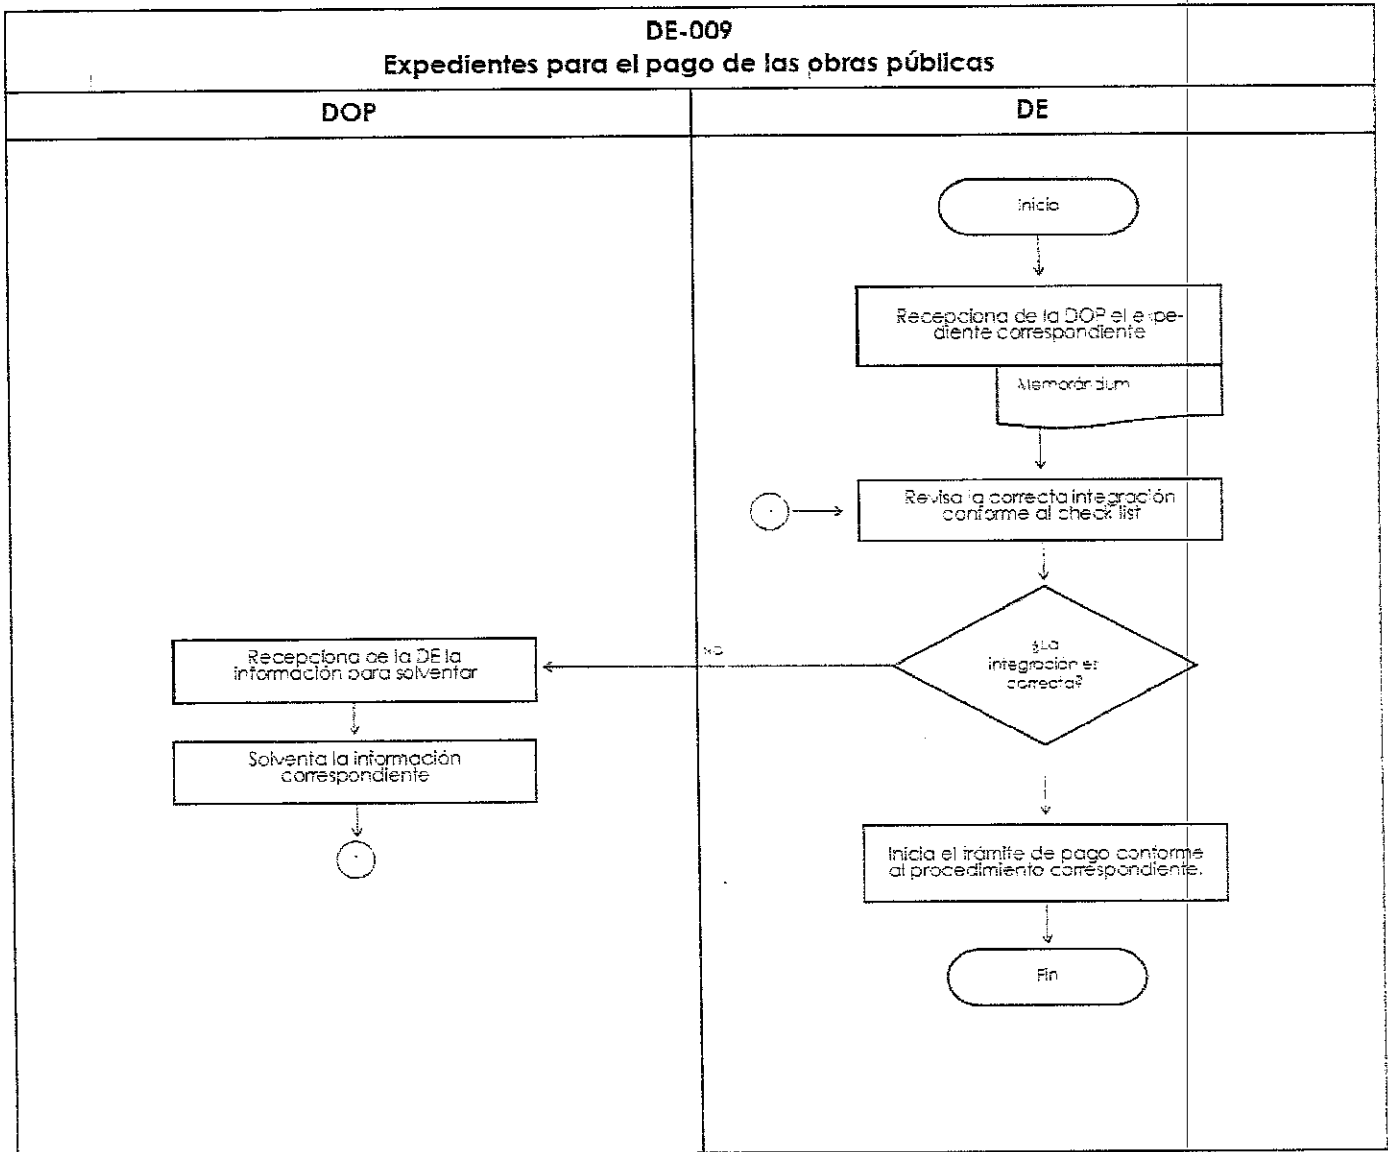 DE-009
Expedientes para el pago de las obras públicas
DOP
DE
Inicio
Recepciona de la DOP el expe-
diente correspondiente
Memorándum
Revisa la correcta integración
conforme al check list
¿La
integración es
correcta?
NO
Recepciona de la DE la
información para solventar
Solventa la información
correspondiente
Inicia el trámite de pago conforme
al procedimiento correspondiente.
Fin